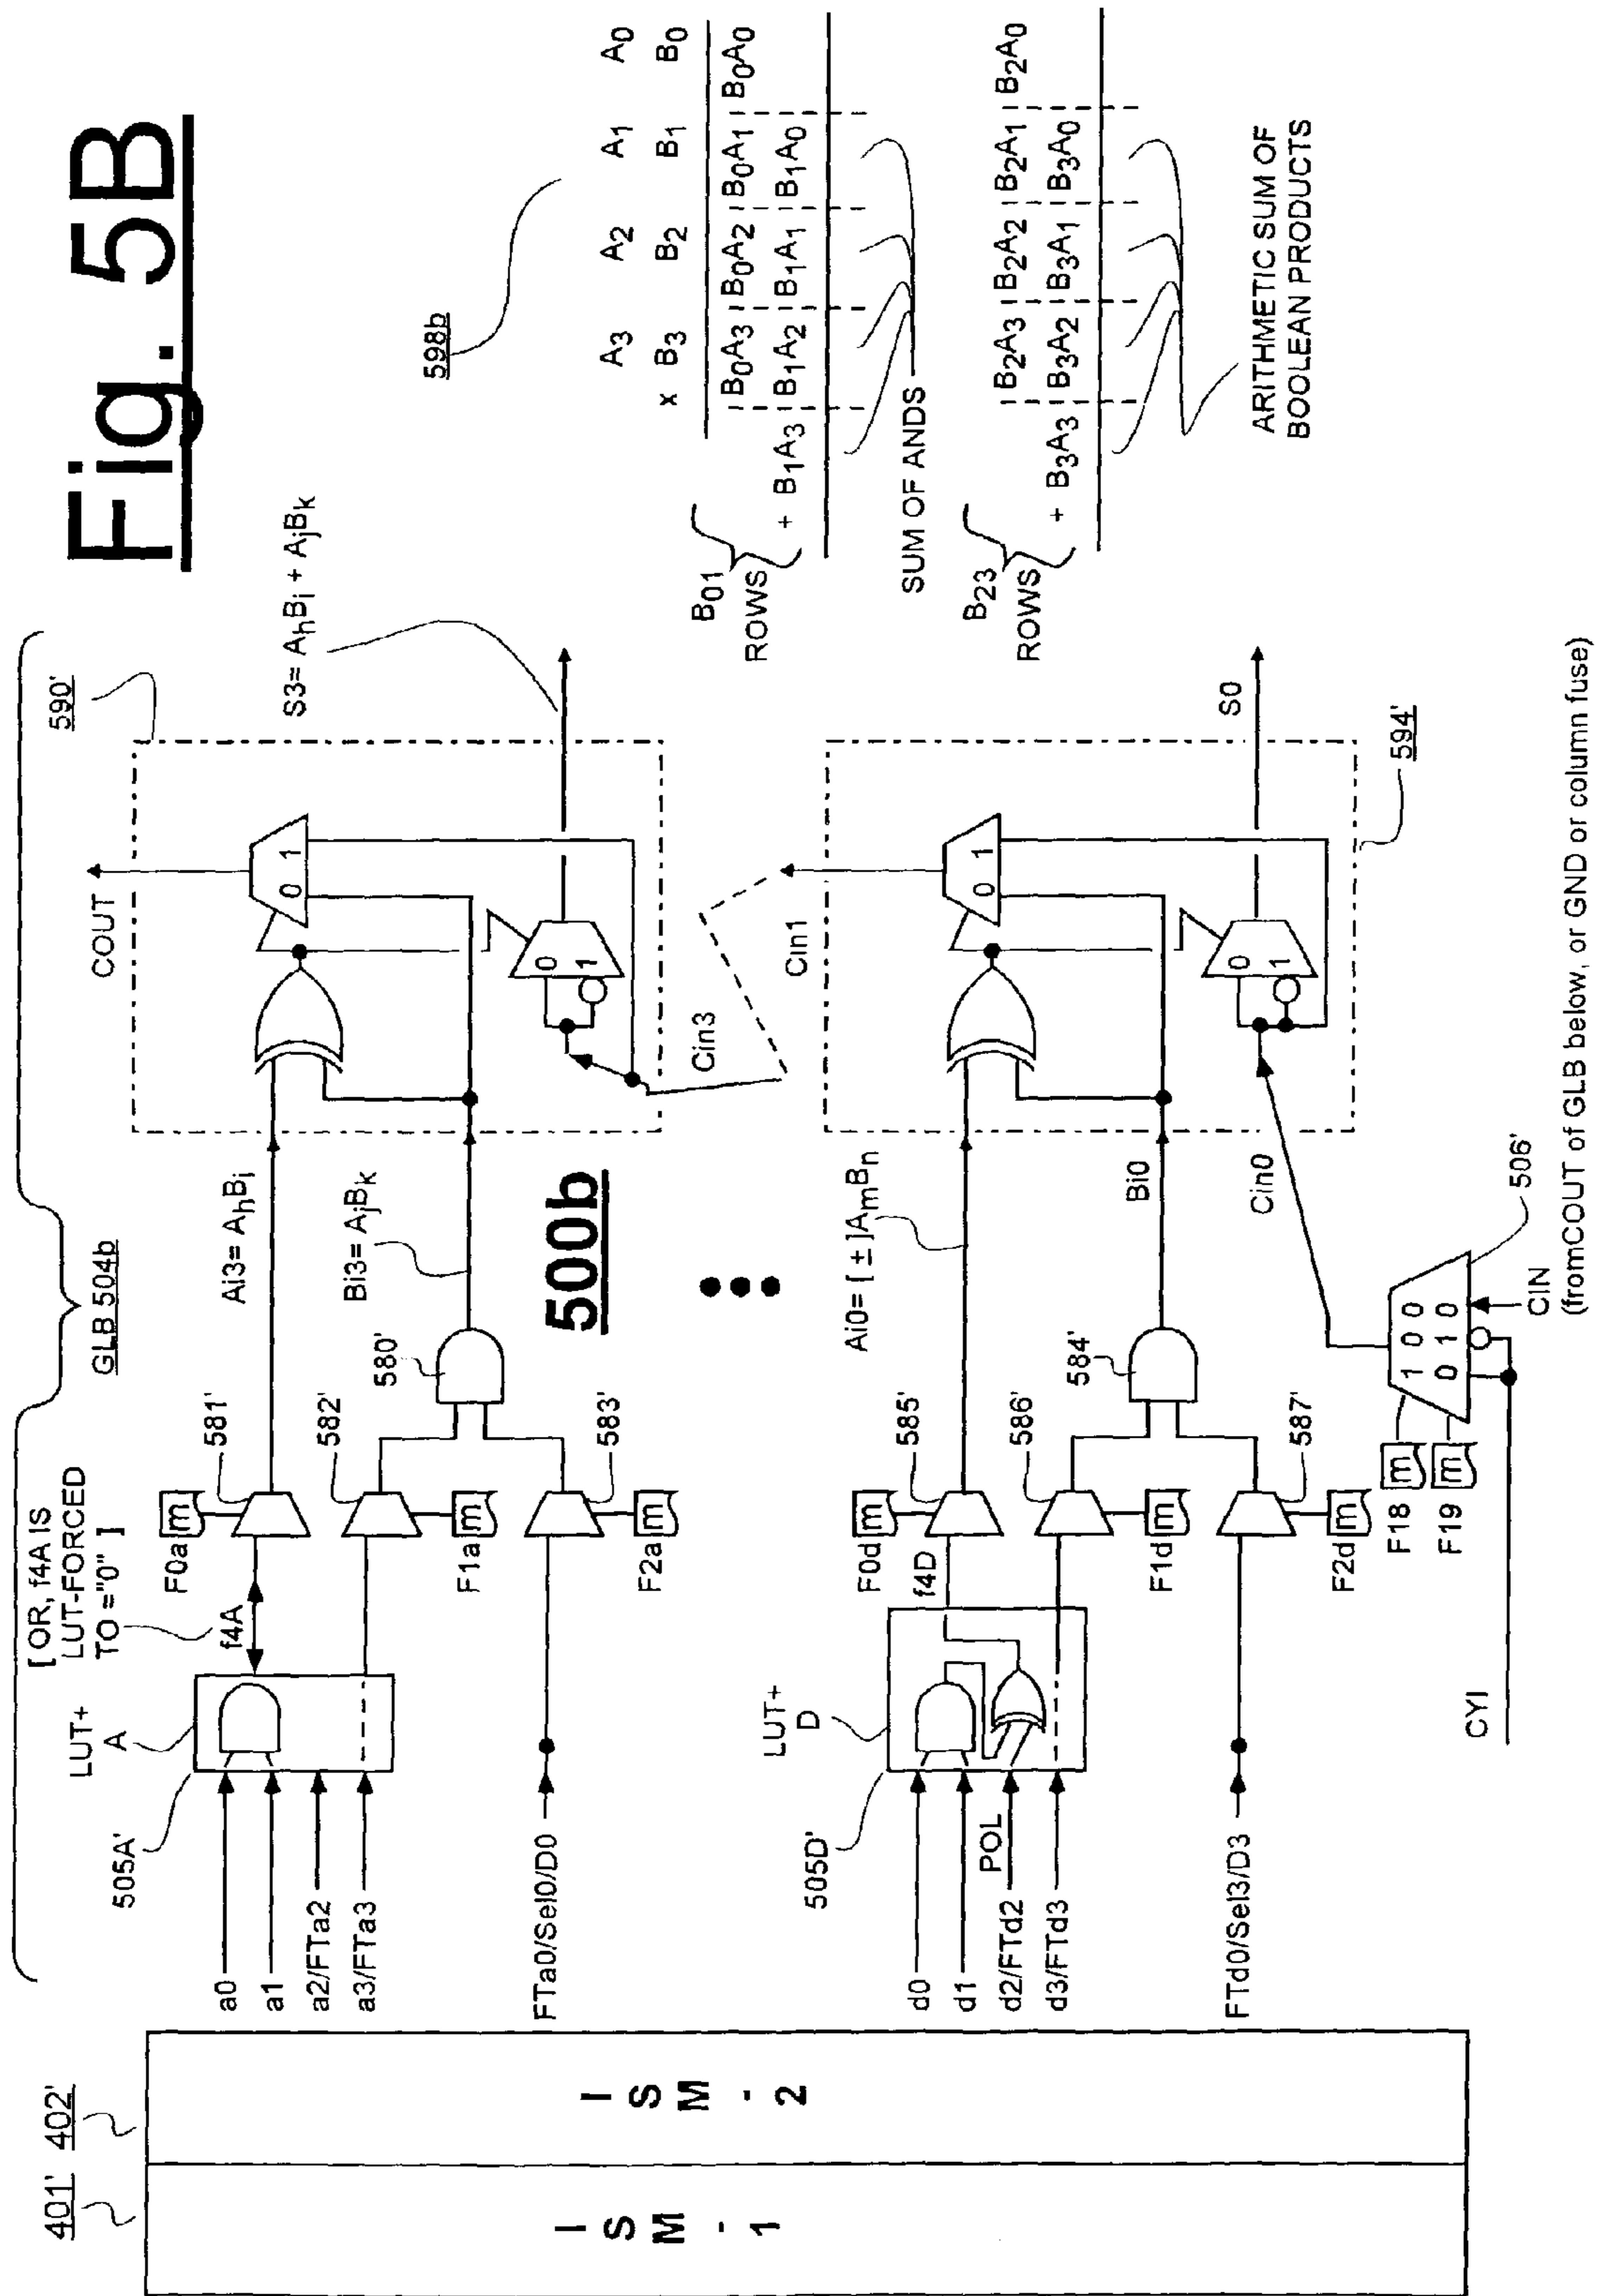 Fig. 5B
401'
402'
I S M - 1
I S M - 2
GLB 504b
[ OR, f4A IS
LUT-FORCED
TO ="0" ]
LUT+
A
505A'
a0
a1
a2/FTa2
a3/FTa3
FTa0/Sel0/D0
f4A
F0a
m
581'
582'
F1a
m
583'
F2a
m
580'
Ai3= AhBi
Bi3= AjBk
590'
COUT
0 1
0
1
Cin3
S3= AhBi + AjBk
500b
LUT+
D
505D'
d0
d1
POL
d2/FTd2
d3/FTd3
FTd0/Sel3/D3
f4D
F0d
m
585'
586'
F1d
m
587'
F2d
m
584'
Ai0= [ ± ]AmBn
Bi0
Cin0
Cin1
0 1
0
1
S0
594'
F18
m
F19
m
1 0 0
0 1 0
506'
CYI
CIN
(fromCOUT of GLB below, or GND or column fuse)
598b
A3 A2 A1 A0
x B3 B2 B1 B0
B01
ROWS
B0A3 B0A2 B0A1 B0A0
+ B1A3 B1A2 B1A1 B1A0
SUM OF ANDS
B23
ROWS
B2A3 B2A2 B2A1 B2A0
+ B3A3 B3A2 B3A1 B3A0
ARITHMETIC SUM OF
BOOLEAN PRODUCTS